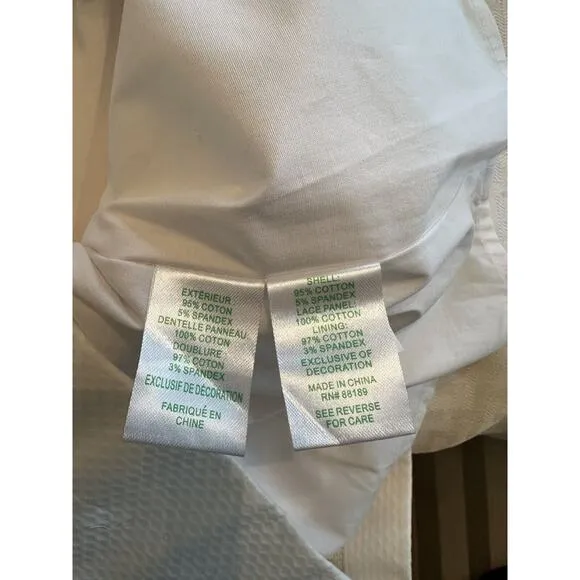 EXTÉRIEUR:
95% COTON
5% SPANDEX
DENTELLE PANNEAU:
100% COTON
DOUBLURE:
97% COTON
3% SPANDEX
EXCLUSIF DE DÉCORATION
FABRIQUÉ EN
CHINE
SHELL:
95% COTTON
5% SPANDEX
LACE PANEL:
100% COTTON
LINING:
97% COTTON
3% SPANDEX
EXCLUSIVE OF
DECORATION
MADE IN CHINA
RN# 88189
SEE REVERSE
FOR CARE